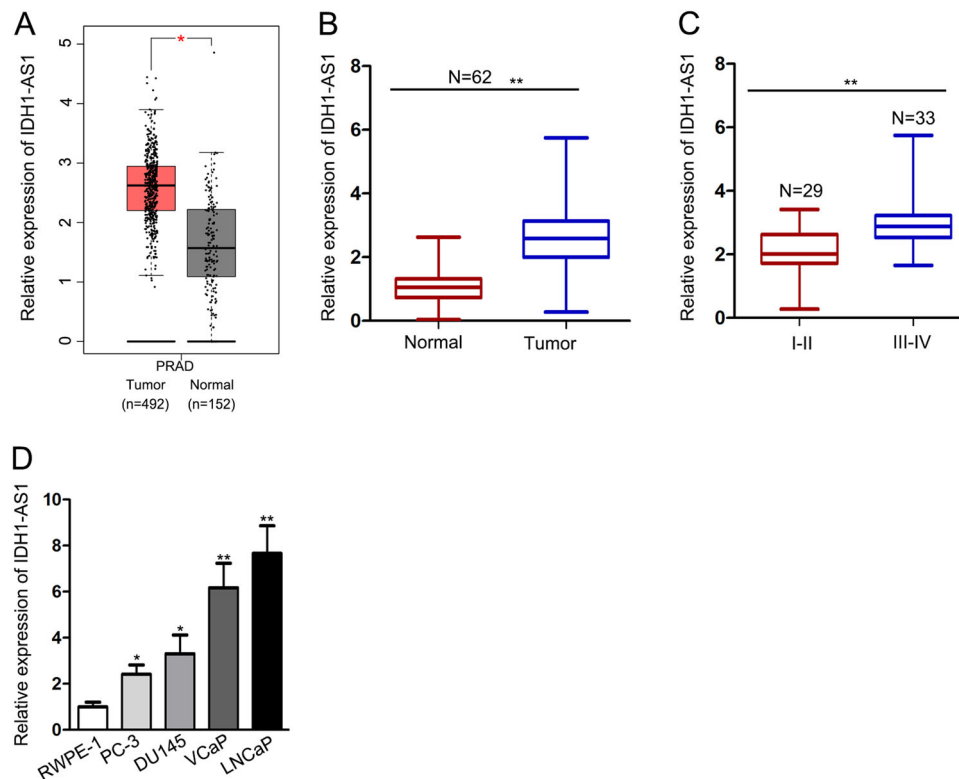 A
Relative expression of IDH1-AS1
5
4
3
2
1
0
*
PRAD
Tumor
(n=492)
Normal
(n=152)
B
Relative expression of IDH1-AS1
8
6
4
2
0
N=62
**
Normal
Tumor
C
Relative expression of IDH1-AS1
8
6
4
2
0
**
N=29
N=33
I-II
III-IV
D
Relative expression of IDH1-AS1
10
8
6
4
2
0
*
*
**
**
RWPE-1
PC-3
DU145
VCaP
LNCaP